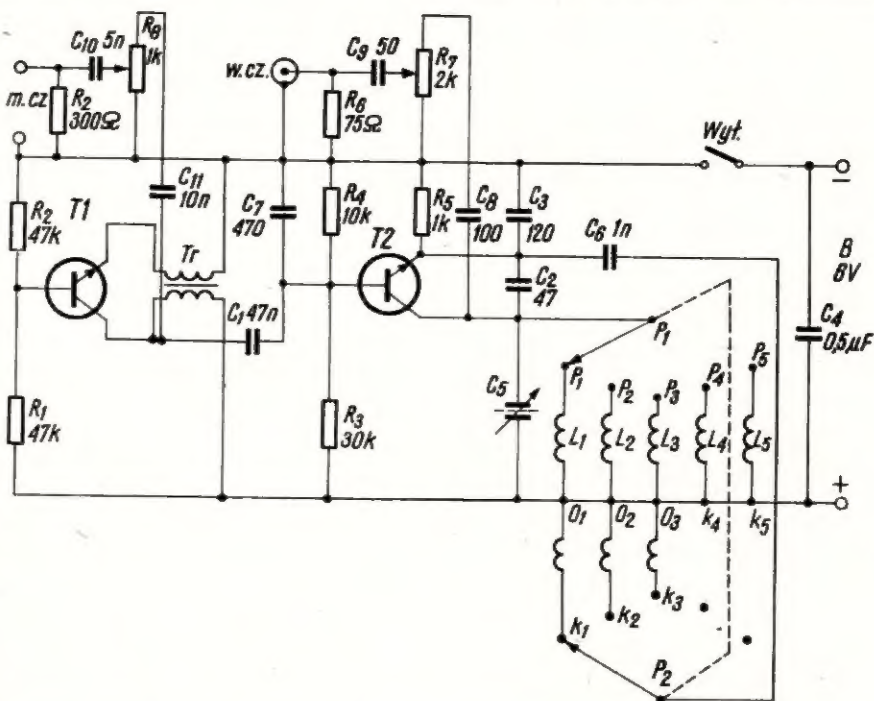 C10 5n
R8
1k
m.cz
R2
300Ω
w.cz.
C9 50
R7
2k
R6
75Ω
Wył.
C11
10n
R2
47k
T1
Tr
C7
470
R4
10k
T2
R5
1k
C8
100
C3
120
C6 1n
C2
47
B
8V
C1 47n
P1
C4
0,5μF
R1
47k
R3
30k
C5
P1
P2
P3
P4
P5
L1
L2
L3
L4
L5
+
−
O1
O2
O3
k4
k5
k3
k2
k1
P2